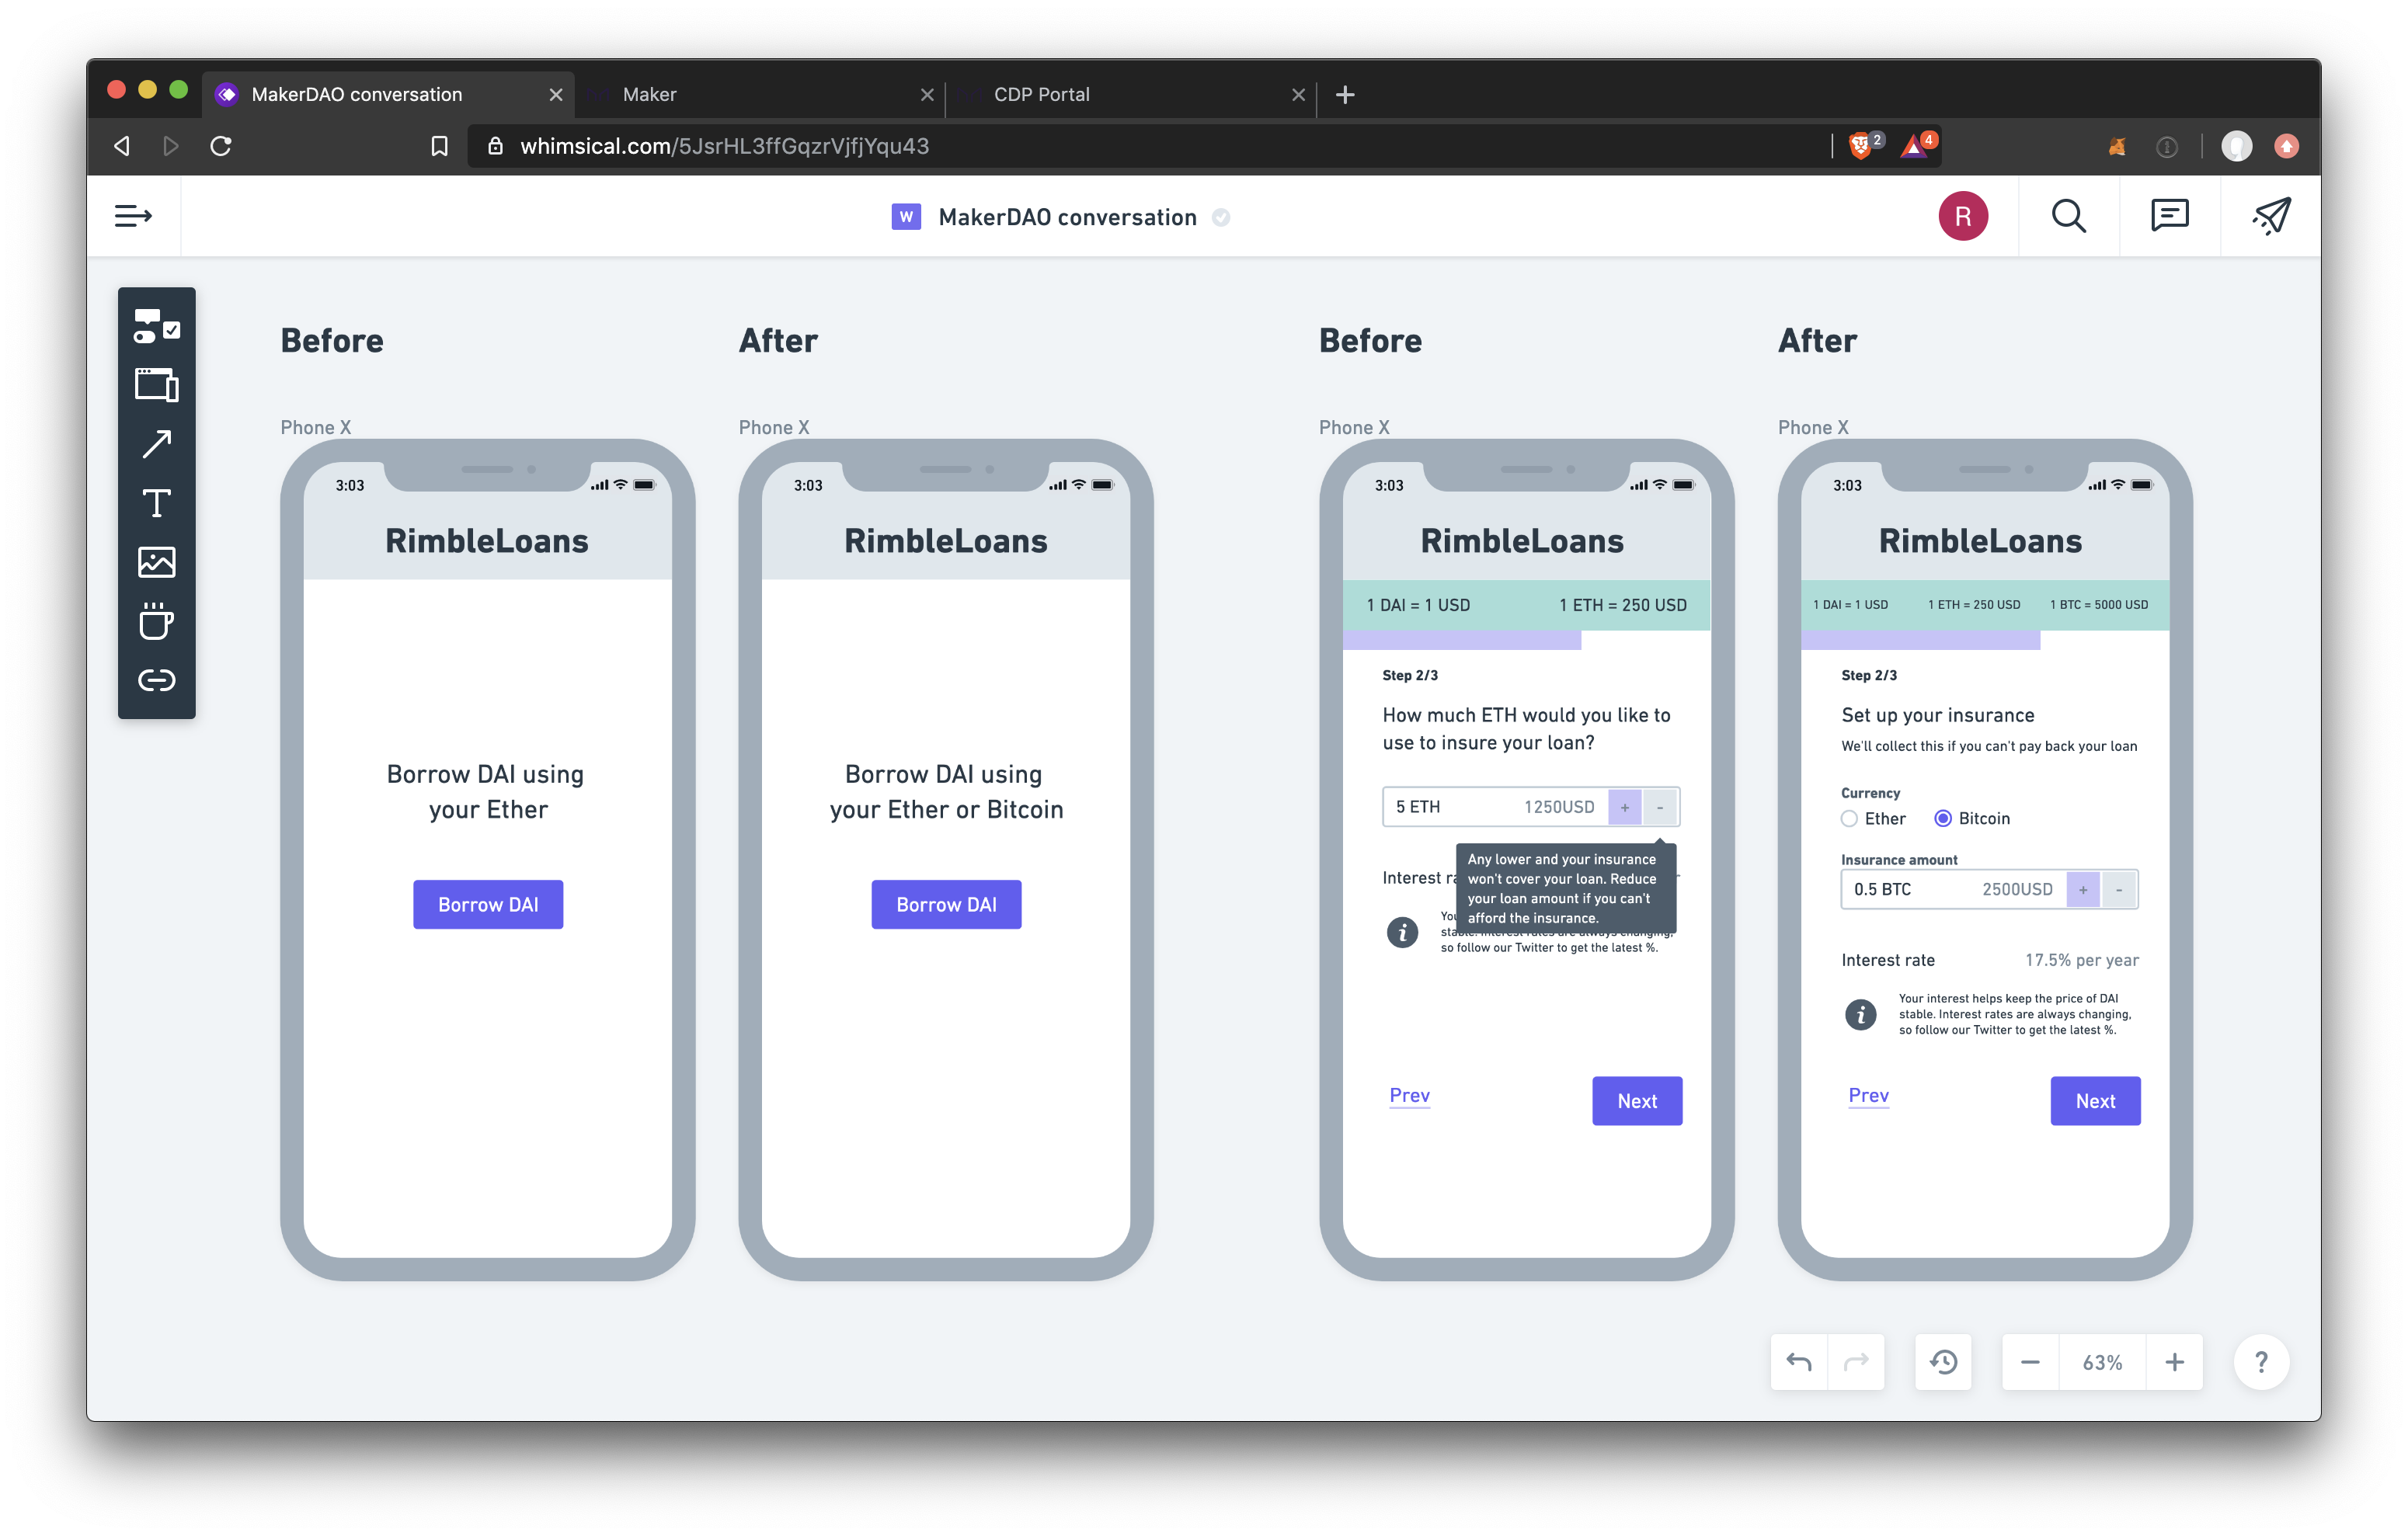 MakerDAO conversation
Maker
CDP Portal
whimsical.com/5JsrHL3ffGqzrVjfjYqu43
2
4
W MakerDAO conversation
R
Before
After
Before
After
Phone X
Phone X
Phone X
Phone X
3:03
RimbleLoans
Borrow DAI using
your Ether
Borrow DAI
3:03
RimbleLoans
Borrow DAI using
your Ether or Bitcoin
Borrow DAI
3:03
RimbleLoans
1 DAI = 1 USD 1 ETH = 250 USD
Step 2/3
How much ETH would you like to
use to insure your loan?
5 ETH 1250USD + -
Any lower and your insurance
won't cover your loan. Reduce
your loan amount if you can't
afford the insurance.
Interest
stable. Interest rates are always changing,
so follow our Twitter to get the latest %.
Prev Next
3:03
RimbleLoans
1 DAI = 1 USD 1 ETH = 250 USD 1 BTC = 5000 USD
Step 2/3
Set up your insurance
We'll collect this if you can't pay back your loan
Currency
Ether Bitcoin
Insurance amount
0.5 BTC 2500USD + -
Interest rate 17.5% per year
Your interest helps keep the price of DAI
stable. Interest rates are always changing,
so follow our Twitter to get the latest %.
Prev Next
63%
?